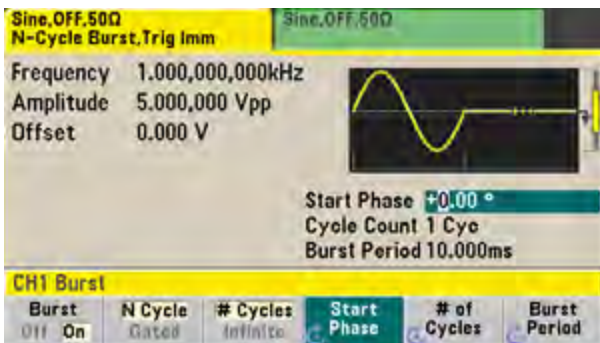 Sine,OFF,50Ω
N-Cycle Burst,Trig Imm
Sine,OFF,50Ω
Frequency 1.000,000,000kHz
Amplitude 5.000,000 Vpp
Offset 0.000 V
Start Phase +0.00 °
Cycle Count 1 Cyc
Burst Period 10.000ms
CH1 Burst
Burst
Off On
N Cycle
Gated
# Cycles
Infinite
Start
Phase
# of
Cycles
Burst
Period